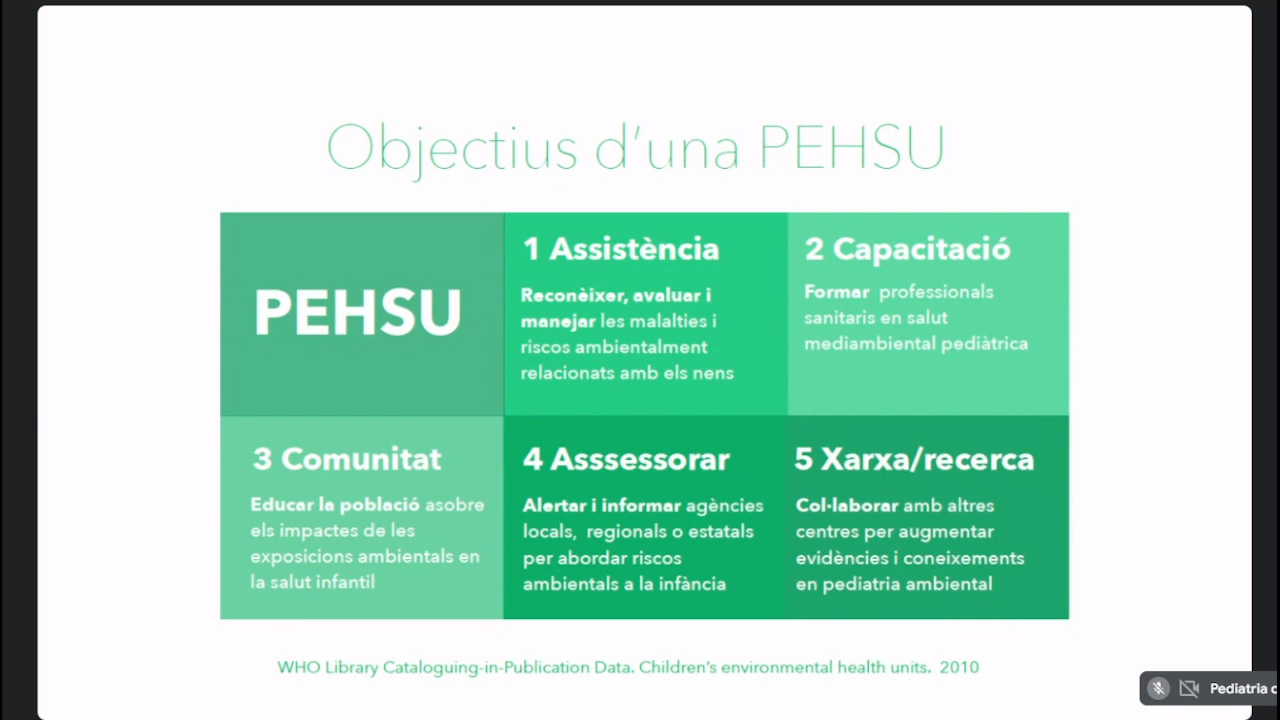 Objectius d'una PEHSU
PEHSU
1 Assistència
Reconèixer, avaluar i
manejar les malalties i
riscos ambientalment
relacionats amb els nens
2 Capacitació
Formar professionals
sanitaris en salut
mediambiental pediàtrica
3 Comunitat
Educar la població asobre
els impactes de les
exposicions ambientals en
la salut infantil
4 Asssessorar
Alertar i informar agències
locals, regionals o estatals
per abordar riscos
ambientals a la infància
5 Xarxa/recerca
Col·laborar amb altres
centres per augmentar
evidències i coneixements
en pediatria ambiental
WHO Library Cataloguing-in-Publication Data. Children's environmental health units. 2010
Pediatria